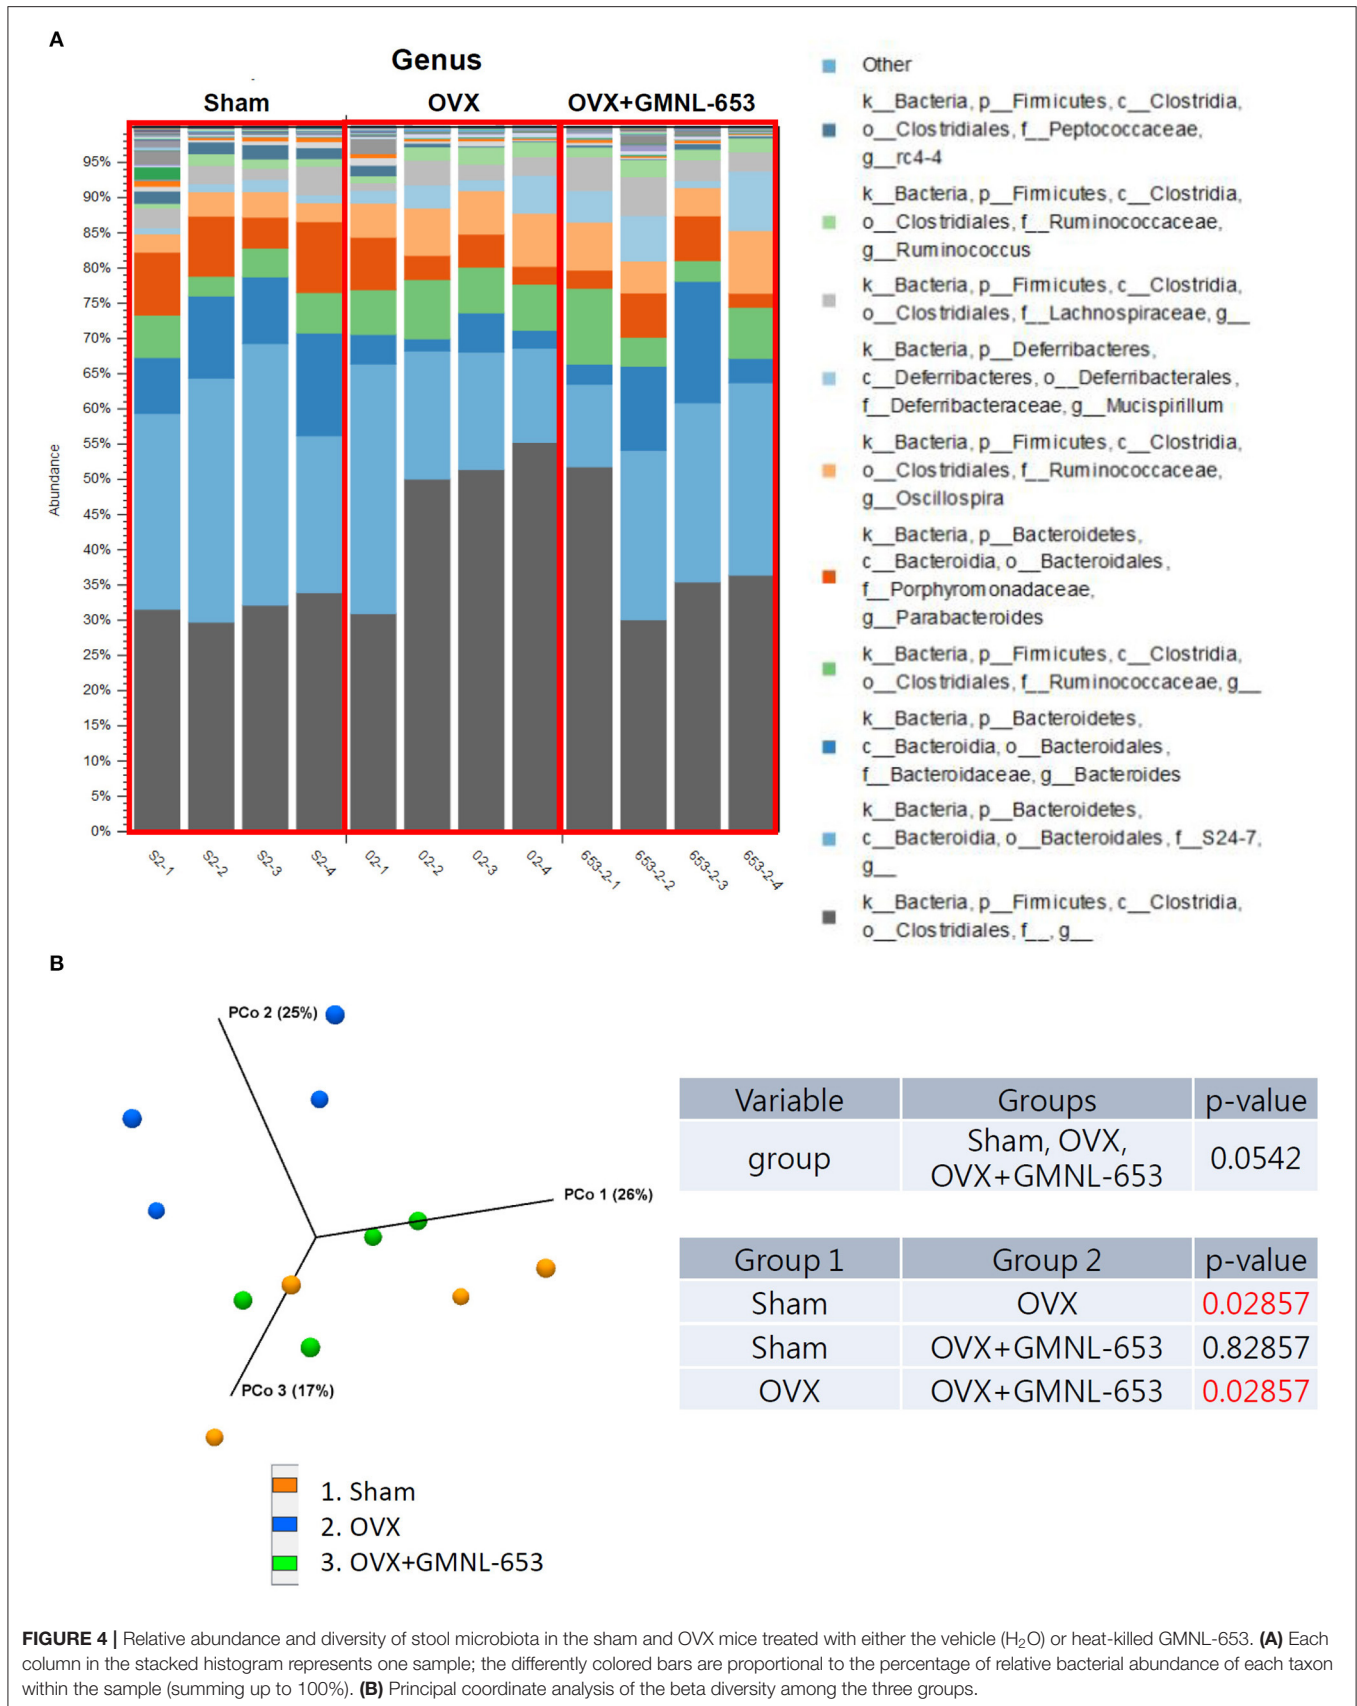 A
Genus
Sham
OVX
OVX+GMNL-653
95%
90%
85%
80%
75%
70%
65%
60%
55%
50%
45%
40%
35%
30%
25%
20%
15%
10%
5%
0%
Abundance
S2-1
S2-2
S2-3
S2-4
02-1
02-2
02-3
02-4
653-2-1
653-2-2
653-2-3
653-2-4
Other
k__Bacteria, p__Firmicutes, c__Clostridia,
o__Clostridiales, f__Peptococcaceae,
g__rc4-4
k__Bacteria, p__Firmicutes, c__Clostridia,
o__Clostridiales, f__Ruminococcaceae,
g__Ruminococcus
k__Bacteria, p__Firmicutes, c__Clostridia,
o__Clostridiales, f__Lachnospiraceae, g__
k__Bacteria, p__Deferribacteres,
c__Deferribacteres, o__Deferribacterales,
f__Deferribacteraceae, g__Mucispirillum
k__Bacteria, p__Firmicutes, c__Clostridia,
o__Clostridiales, f__Ruminococcaceae,
g__Oscillospira
k__Bacteria, p__Bacteroidetes,
c__Bacteroidia, o__Bacteroidales,
f__Porphyromonadaceae,
g__Parabacteroides
k__Bacteria, p__Firmicutes, c__Clostridia,
o__Clostridiales, f__Ruminococcaceae, g__
k__Bacteria, p__Bacteroidetes,
c__Bacteroidia, o__Bacteroidales,
f__Bacteroidaceae, g__Bacteroides
k__Bacteria, p__Bacteroidetes,
c__Bacteroidia, o__Bacteroidales, f__S24-7,
g__
k__Bacteria, p__Firmicutes, c__Clostridia,
o__Clostridiales, f__, g__
B
PCo 2 (25%)
PCo 1 (26%)
PCo 3 (17%)
1. Sham
2. OVX
3. OVX+GMNL-653
Variable Groups p-value
group Sham, OVX, OVX+GMNL-653 0.0542
Group 1 Group 2 p-value
Sham OVX 0.02857
Sham OVX+GMNL-653 0.82857
OVX OVX+GMNL-653 0.02857
FIGURE 4 | Relative abundance and diversity of stool microbiota in the sham and OVX mice treated with either the vehicle (H₂O) or heat-killed GMNL-653. (A) Each
column in the stacked histogram represents one sample; the differently colored bars are proportional to the percentage of relative bacterial abundance of each taxon
within the sample (summing up to 100%). (B) Principal coordinate analysis of the beta diversity among the three groups.